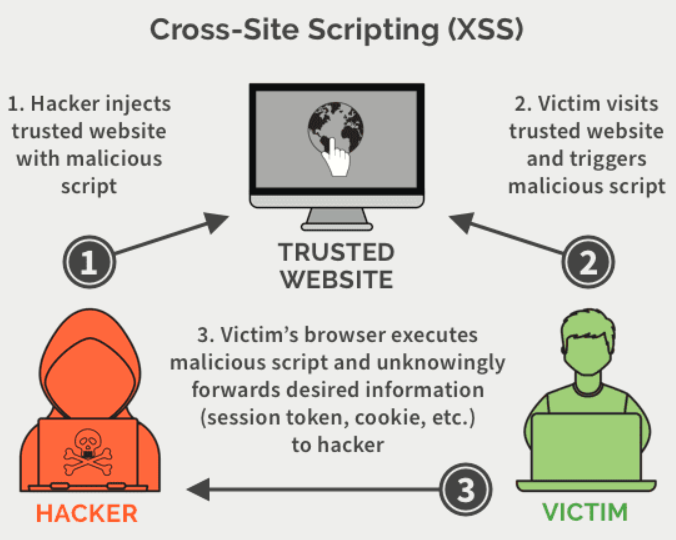 Cross-Site Scripting (XSS)
1. Hacker injects
trusted website
with malicious
script
2. Victim visits
trusted website
and triggers
malicious script
1
TRUSTED
WEBSITE
2
3. Victim's browser executes
malicious script and unknowingly
forwards desired information
(session token, cookie, etc.)
to hacker
3
HACKER
VICTIM